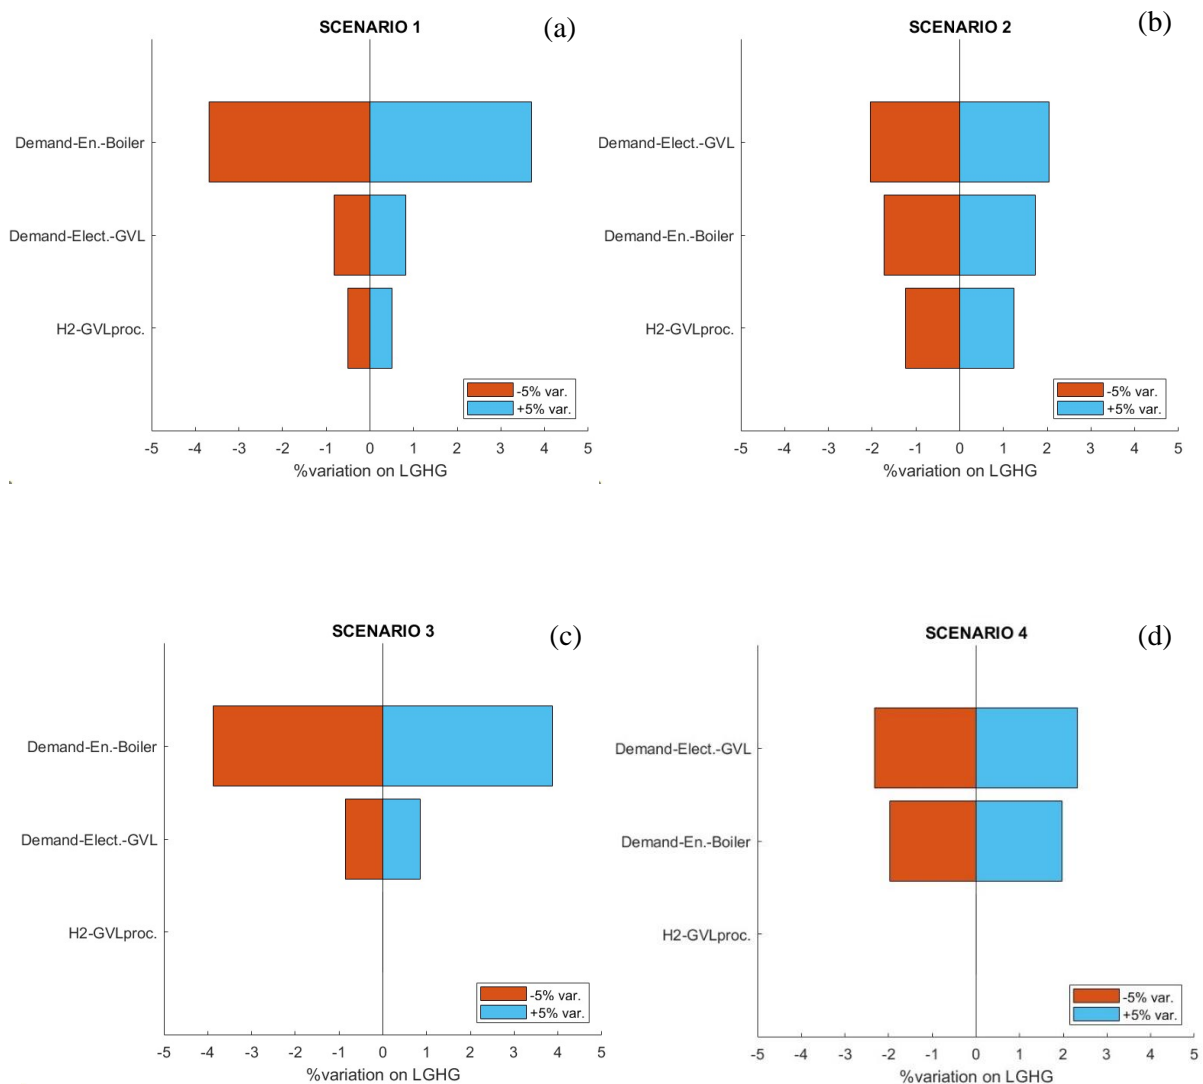 SCENARIO 1
(a)
Demand-En.-Boiler
Demand-Elect.-GVL
H2-GVLproc.
-5% var.
+5% var.
-5 -4 -3 -2 -1 0 1 2 3 4 5
%variation on LGHG
SCENARIO 2
(b)
Demand-Elect.-GVL
Demand-En.-Boiler
H2-GVLproc.
-5% var.
+5% var.
-5 -4 -3 -2 -1 0 1 2 3 4 5
%variation on LGHG
SCENARIO 3
(c)
Demand-En.-Boiler
Demand-Elect.-GVL
H2-GVLproc.
-5% var.
+5% var.
-5 -4 -3 -2 -1 0 1 2 3 4 5
%variation on LGHG
SCENARIO 4
(d)
Demand-Elect.-GVL
Demand-En.-Boiler
H2-GVLproc.
-5% var.
+5% var.
-5 -4 -3 -2 -1 0 1 2 3 4 5
%variation on LGHG